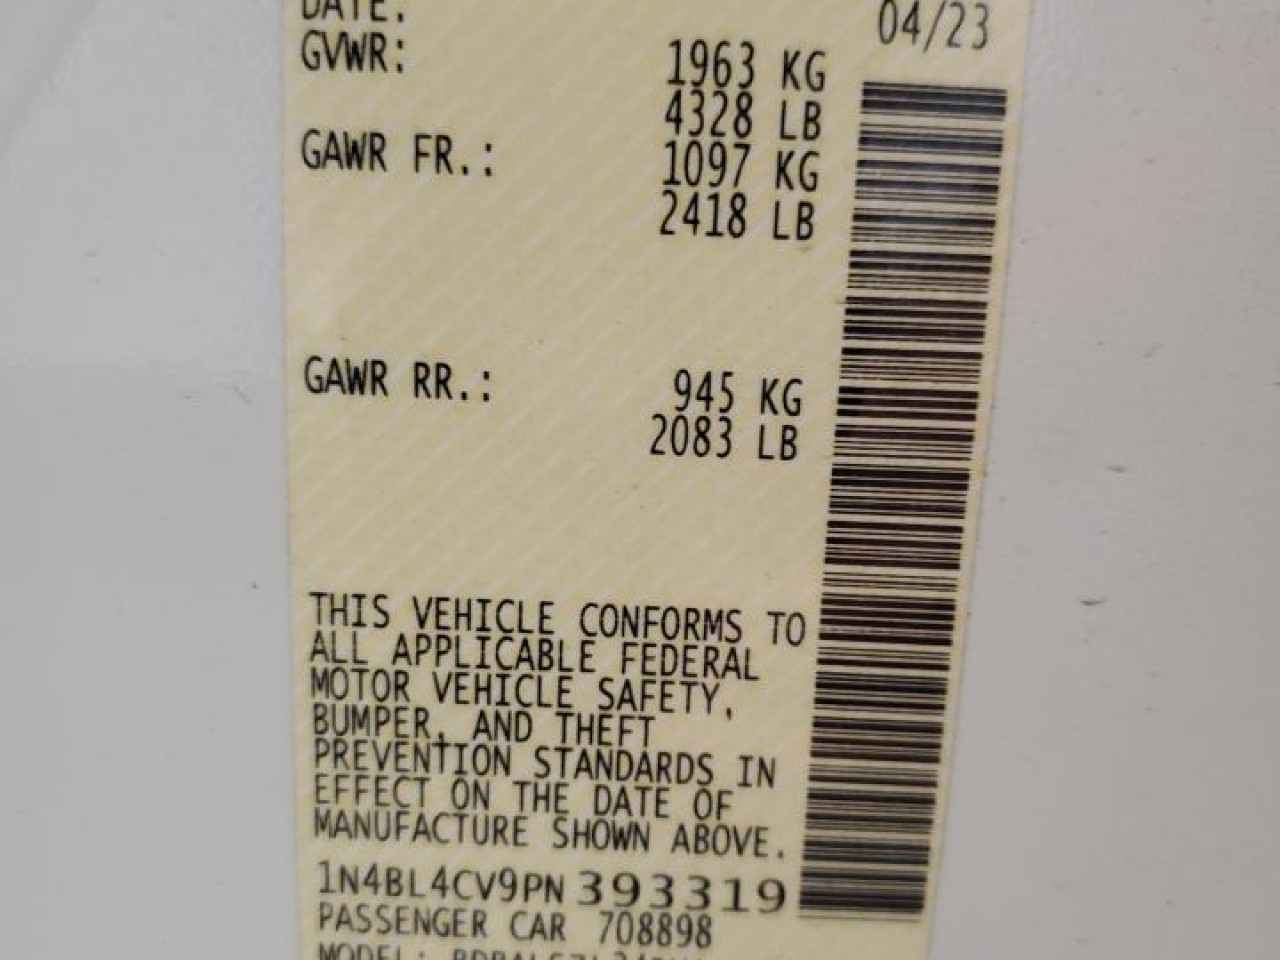 DATE: 04/23
GVWR: 1963 KG
4328 LB
GAWR FR.: 1097 KG
2418 LB
GAWR RR.: 945 KG
2083 LB
THIS VEHICLE CONFORMS TO
ALL APPLICABLE FEDERAL
MOTOR VEHICLE SAFETY,
BUMPER, AND THEFT
PREVENTION STANDARDS IN
EFFECT ON THE DATE OF
MANUFACTURE SHOWN ABOVE.
1N4BL4CV9PN393319
PASSENGER CAR 708898
MODEL: